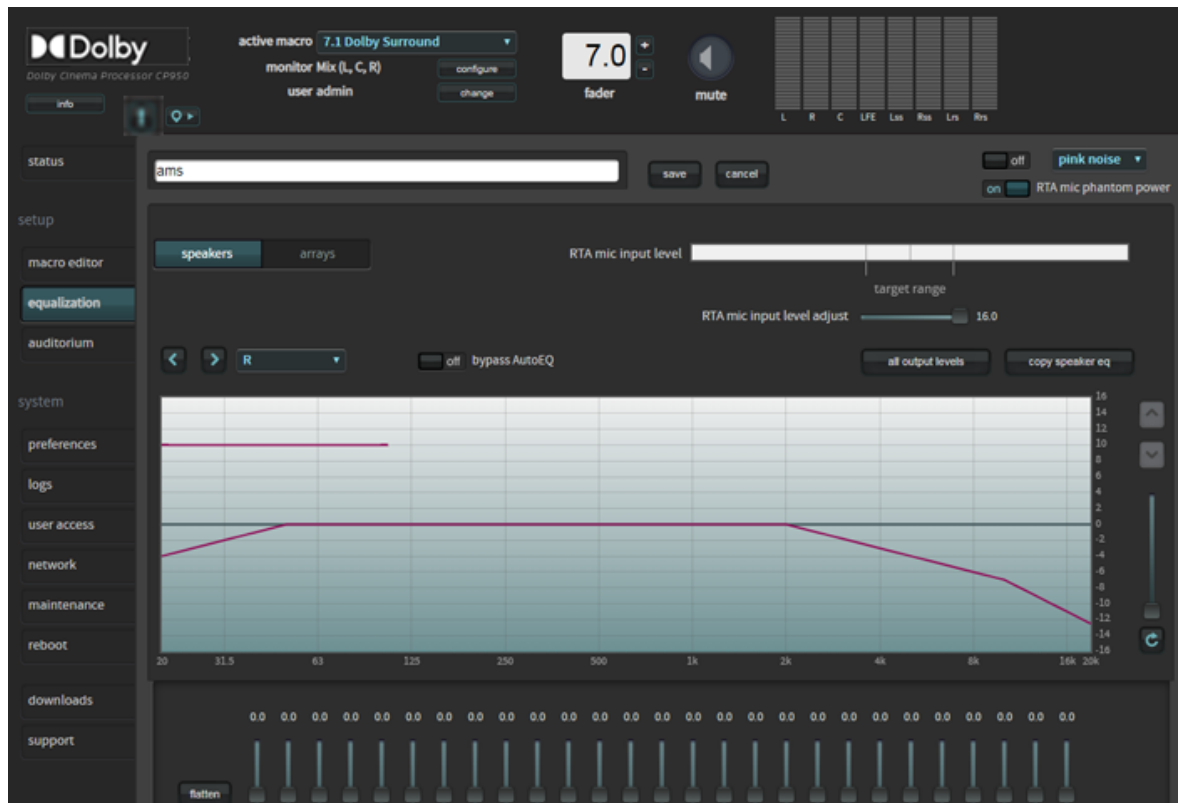 Dolby
Dolby Cinema Processor CP950
info
active macro 7.1 Dolby Surround
monitor Mix (L, C, R) configure
user admin change
7.0 + -
fader
mute
L R C LFE Lss Rss Lrs Rrs
status
setup
macro editor
equalization
auditorium
system
preferences
logs
user access
network
maintenance
reboot
downloads
support
ams save cancel
off pink noise
on RTA mic phantom power
speakers arrays
RTA mic input level
target range
RTA mic input level adjust 16.0
R off bypass AutoEQ all output levels copy speaker eq
16
14
12
10
8
6
4
2
0
-2
-4
-6
-8
-10
-12
-14
-16
20 31.5 63 125 250 500 1k 2k 4k 8k 16k 20k
0.0 0.0 0.0 0.0 0.0 0.0 0.0 0.0 0.0 0.0 0.0 0.0 0.0 0.0 0.0 0.0 0.0 0.0 0.0 0.0 0.0 0.0 0.0 0.0 0.0 0.0 0.0
flatten